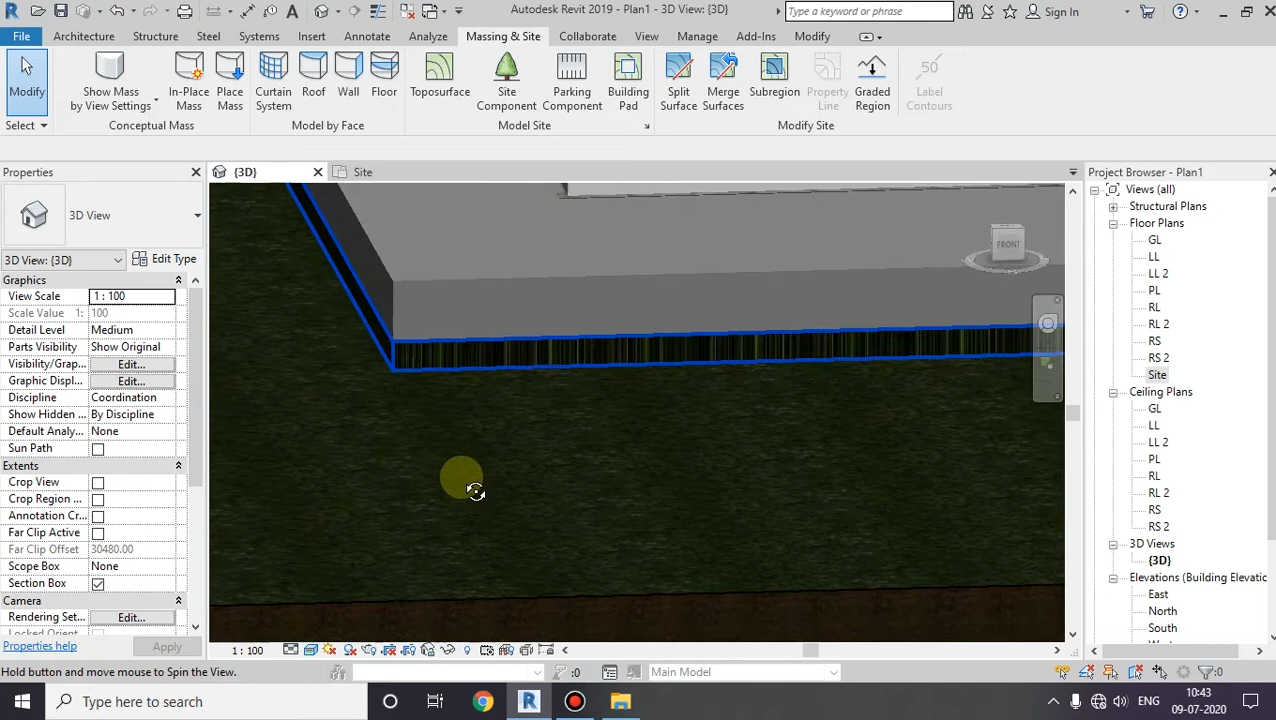 Autodesk Revit 2019 - Plan1 - 3D View: {3D}
Type a keyword or phrase
Sign In
File
Architecture
Structure
Steel
Systems
Insert
Annotate
Analyze
Massing & Site
Collaborate
View
Manage
Add-Ins
Modify
Modify
Show Mass
by View Settings
In-Place
Mass
Place
Mass
Curtain
System
Roof
Wall
Floor
Toposurface
Site
Component
Parking
Component
Building
Pad
Split
Surface
Merge
Surfaces
Subregion
Property
Line
Graded
Region
50
Label
Contours
Select
Conceptual Mass
Model by Face
Model Site
Modify Site
Properties
{3D}
Site
Project Browser - Plan1
3D View
3D View: {3D}
Edit Type
Graphics
View Scale 1 : 100
Scale Value 1: 100
Detail Level Medium
Parts Visibility Show Original
Visibility/Grap... Edit...
Graphic Displ... Edit...
Discipline Coordination
Show Hidden ... By Discipline
Default Analy... None
Sun Path
Extents
Crop View
Crop Region ...
Annotation Cr...
Far Clip Active
Far Clip Offset 30480.00
Scope Box None
Section Box
Camera
Rendering Set... Edit...
Properties help
Apply
FRONT
Views (all)
Structural Plans
Floor Plans
GL
LL
LL 2
PL
RL
RL 2
RS
RS 2
Site
Ceiling Plans
GL
LL
LL 2
PL
RL
RL 2
RS
RS 2
3D Views
{3D}
Elevations (Building Elevatic
East
North
South
1 : 100
Hold button and move mouse to Spin the View.
:0
Main Model
:0
Type here to search
ENG
10:43
09-07-2020